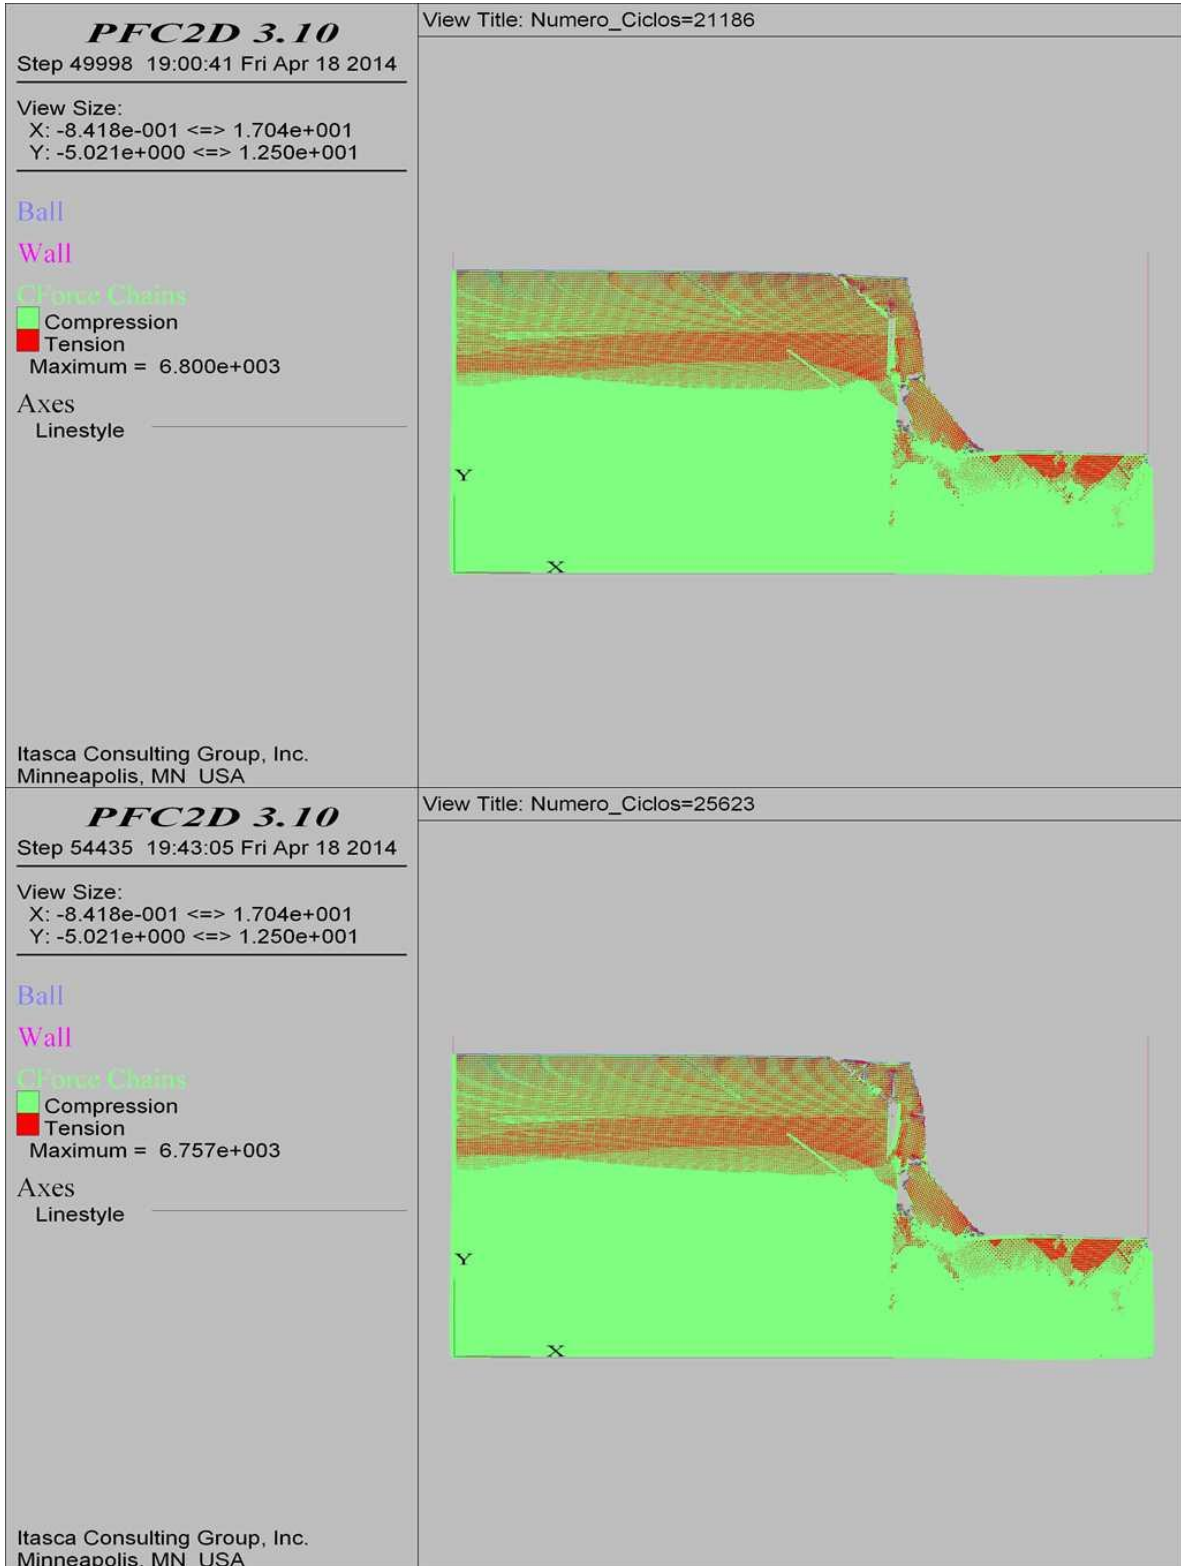 PFC2D 3.10
Step 49998 19:00:41 Fri Apr 18 2014
View Size:
X: -8.418e-001 <=> 1.704e+001
Y: -5.021e+000 <=> 1.250e+001
Ball
Wall
CForce Chains
Compression
Tension
Maximum = 6.800e+003
Axes
Linestyle
Itasca Consulting Group, Inc.
Minneapolis, MN USA
View Title: Numero_Ciclos=21186
Y
X
PFC2D 3.10
Step 54435 19:43:05 Fri Apr 18 2014
View Size:
X: -8.418e-001 <=> 1.704e+001
Y: -5.021e+000 <=> 1.250e+001
Ball
Wall
CForce Chains
Compression
Tension
Maximum = 6.757e+003
Axes
Linestyle
Itasca Consulting Group, Inc.
Minneapolis, MN USA
View Title: Numero_Ciclos=25623
Y
X